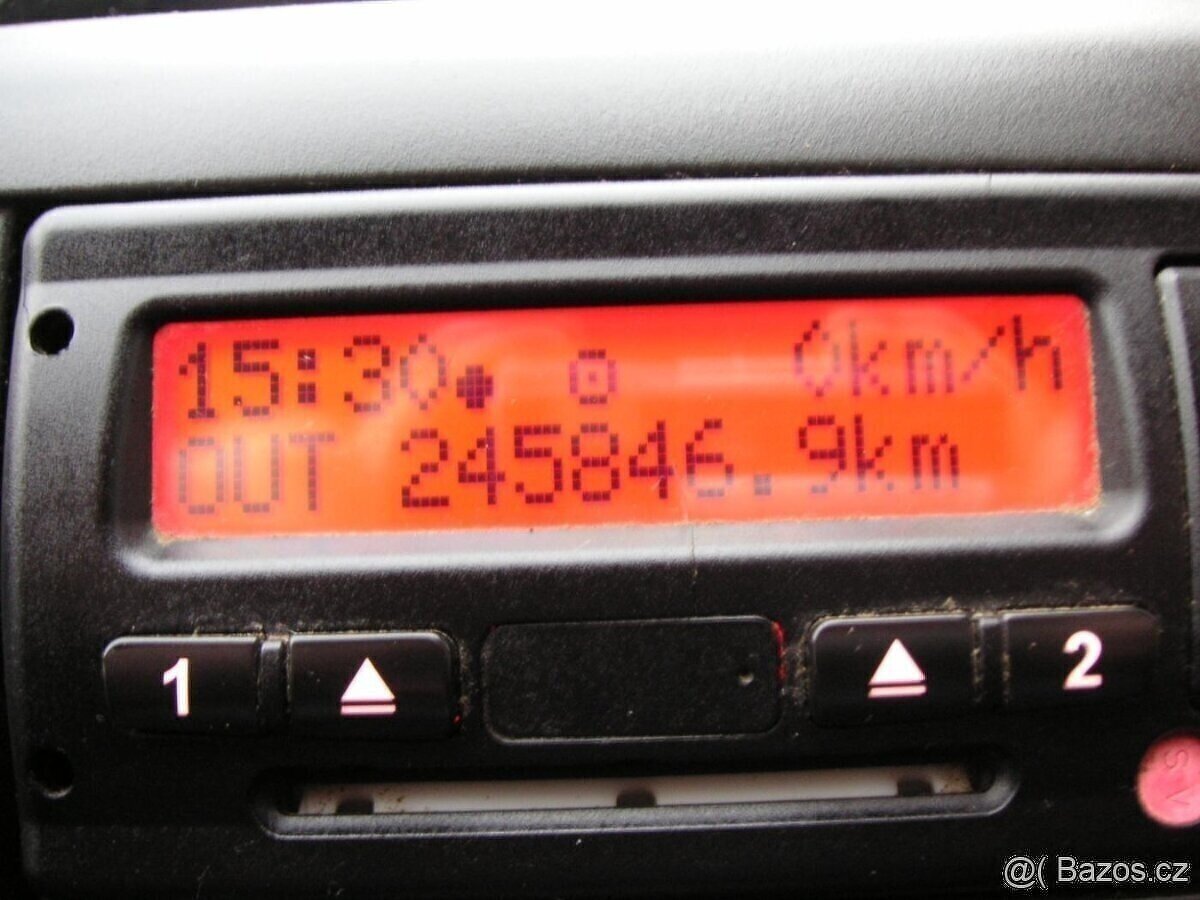 15:30● ⊙ 0km/h
OUT 245846.9km
1 2
@( Bazos.cz